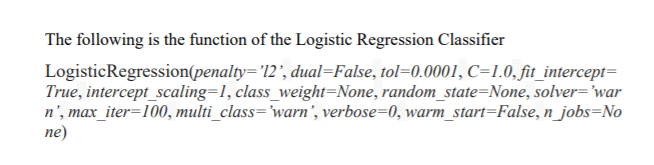 The following is the function of the Logistic Regression Classifier
LogisticRegression(penalty='l2', dual=False, tol=0.0001, C=1.0, fit_intercept=
True, intercept_scaling=1, class_weight=None, random_state=None, solver='war
n', max_iter=100, multi_class='warn', verbose=0, warm_start=False, n_jobs=No
ne)